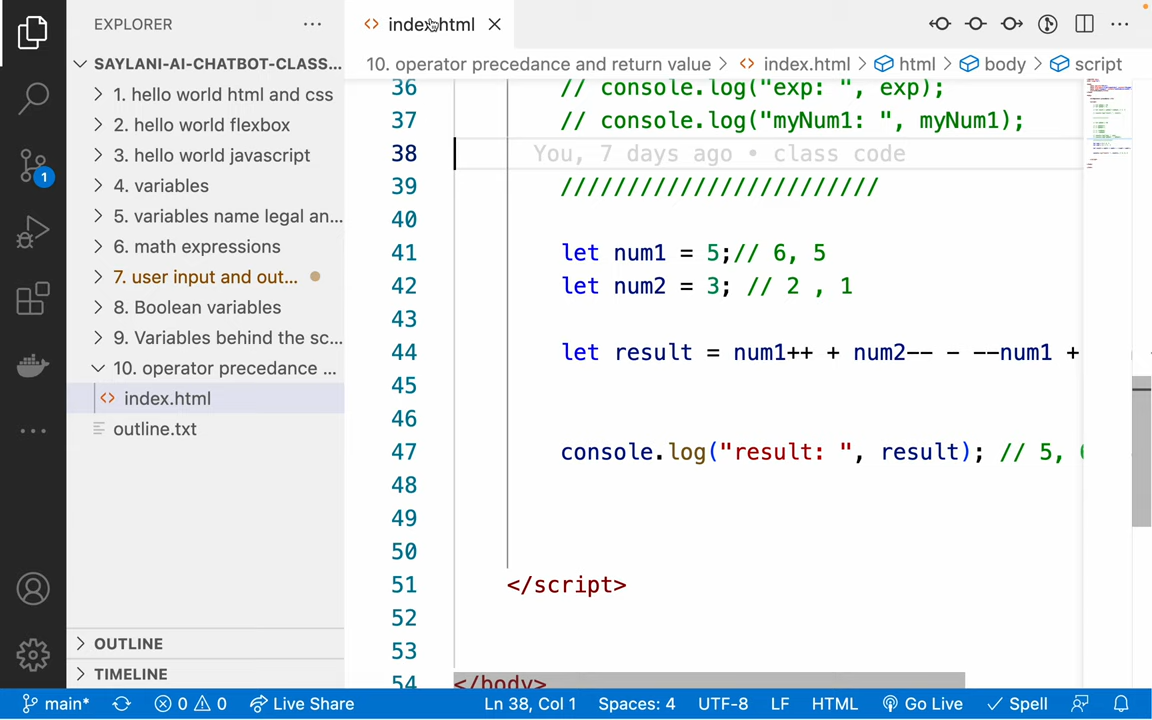 EXPLORER
SAYLANI-AI-CHATBOT-CLASS...
1. hello world html and css
2. hello world flexbox
3. hello world javascript
4. variables
5. variables name legal an...
6. math expressions
7. user input and out...
8. Boolean variables
9. Variables behind the sc...
10. operator precedance ...
index.html
outline.txt
OUTLINE
TIMELINE
1
index.html
10. operator precedance and return value > index.html > html > body > script
36 // console.log("exp: ", exp);
37 // console.log("myNum1: ", myNum1);
38 You, 7 days ago • class code
39 ////////////////////////
40
41 let num1 = 5;// 6, 5
42 let num2 = 3; // 2 , 1
43
44 let result = num1++ + num2-- - --num1 +
45
46
47 console.log("result: ", result); // 5,
48
49
50
51 </script>
52
53
54 </body>
main* 0 0 Live Share Ln 38, Col 1 Spaces: 4 UTF-8 LF HTML Go Live Spell